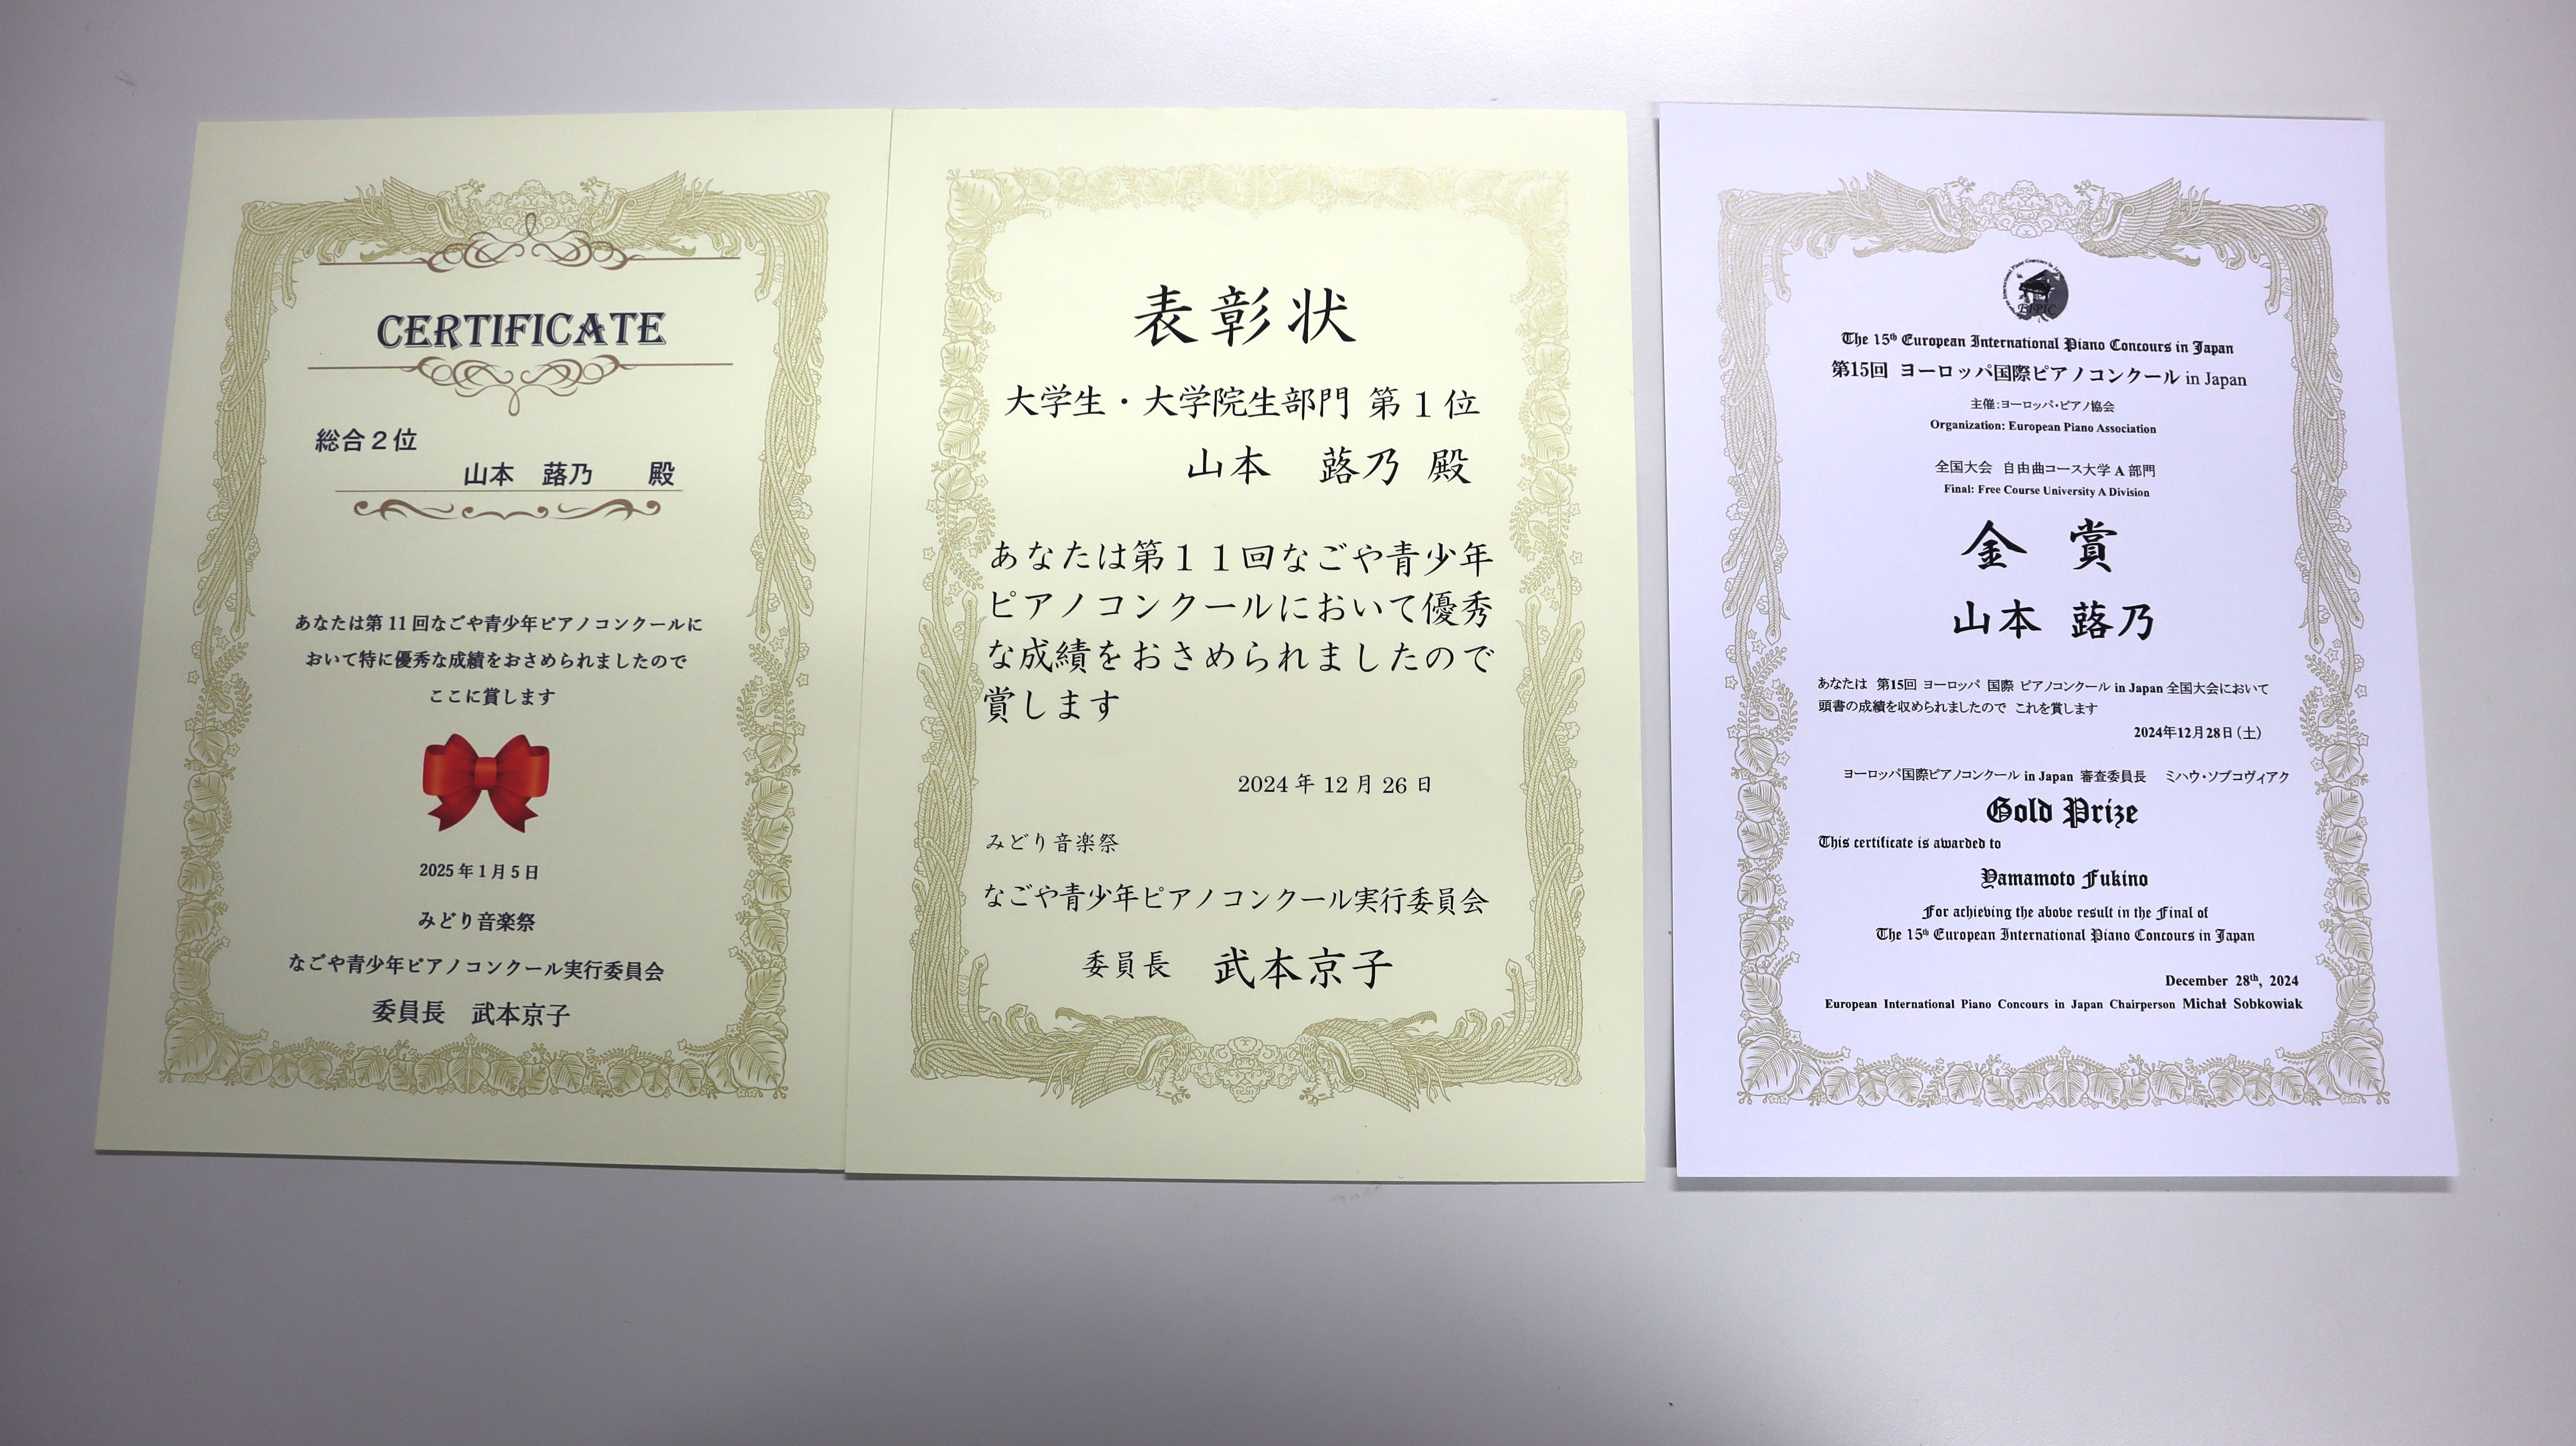 CERTIFICATE
総合2位
山本 蕗乃 殿
あなたは第11回なごや青少年ピアノコンクールに
おいて特に優秀な成績をおさめられましたので
ここに賞します
2025年1月5日
みどり音楽祭
なごや青少年ピアノコンクール実行委員会
委員長 武本京子
表彰状
大学生・大学院生部門 第1位
山本 蕗乃 殿
あなたは第11回なごや青少年
ピアノコンクールにおいて優秀
な成績をおさめられましたので
賞します
2024年12月26日
みどり音楽祭
なごや青少年ピアノコンクール実行委員会
委員長 武本京子
The 15th European International Piano Concours in Japan
第15回 ヨーロッパ国際ピアノコンクール in Japan
主催:ヨーロッパ・ピアノ協会
Organization: European Piano Association
全国大会 自由曲コース大学A部門
Final: Free Course University A Division
金賞
山本 蕗乃
あなたは 第15回 ヨーロッパ 国際 ピアノコンクール in Japan 全国大会において
頭書の成績を収められましたので これを賞します
2024年12月28日(土)
ヨーロッパ国際ピアノコンクール in Japan 審査委員長 ミハウ・ソブコヴィアク
Gold Prize
This certificate is awarded to
Yamamoto Fukino
For achieving the above result in the Final of
The 15th European International Piano Concours in Japan
December 28th, 2024
European International Piano Concours in Japan Chairperson Michał Sobkowiak